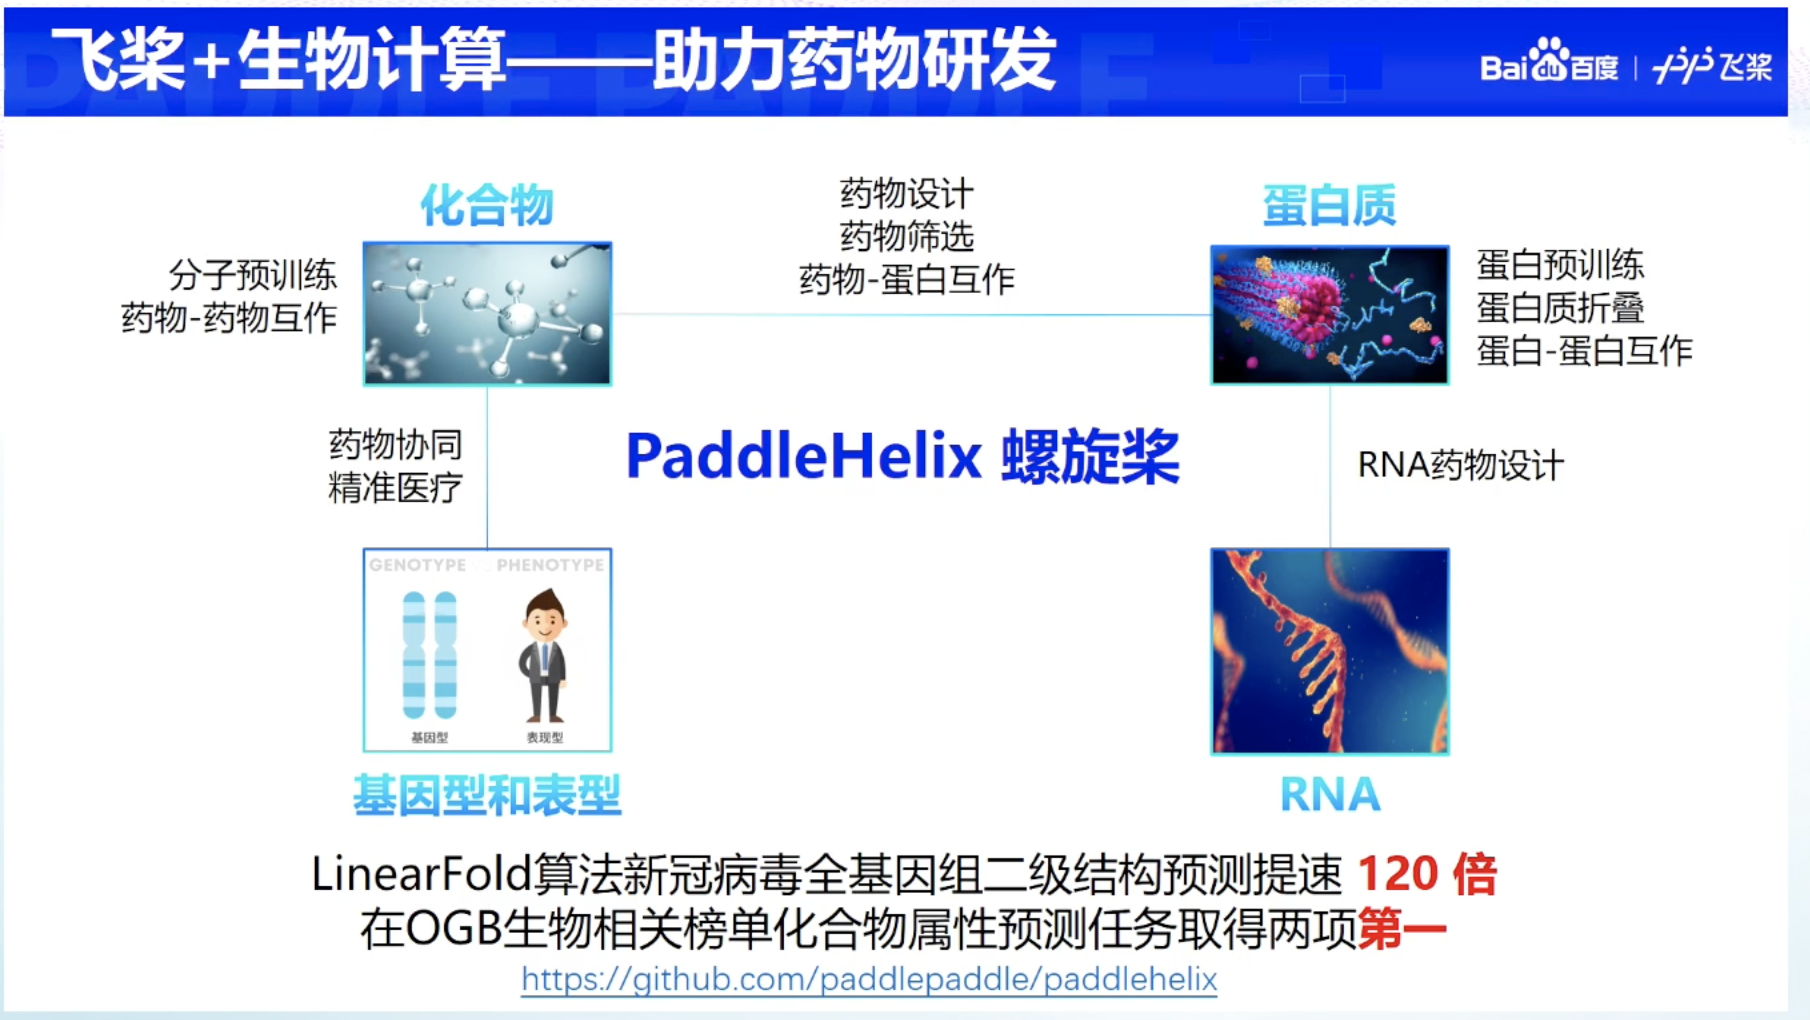 飞桨+生物计算——助力药物研发
Bai du 百度 | 飞桨
化合物
药物设计
药物筛选
药物-蛋白互作
蛋白质
分子预训练
药物-药物互作
蛋白预训练
蛋白质折叠
蛋白-蛋白互作
药物协同
精准医疗
PaddleHelix 螺旋桨
RNA药物设计
GENOTYPE VS PHENOTYPE
基因型
表现型
基因型和表型
RNA
LinearFold算法新冠病毒全基因组二级结构预测提速 120 倍
在OGB生物相关榜单化合物属性预测任务取得两项第一
https://github.com/paddlepaddle/paddlehelix